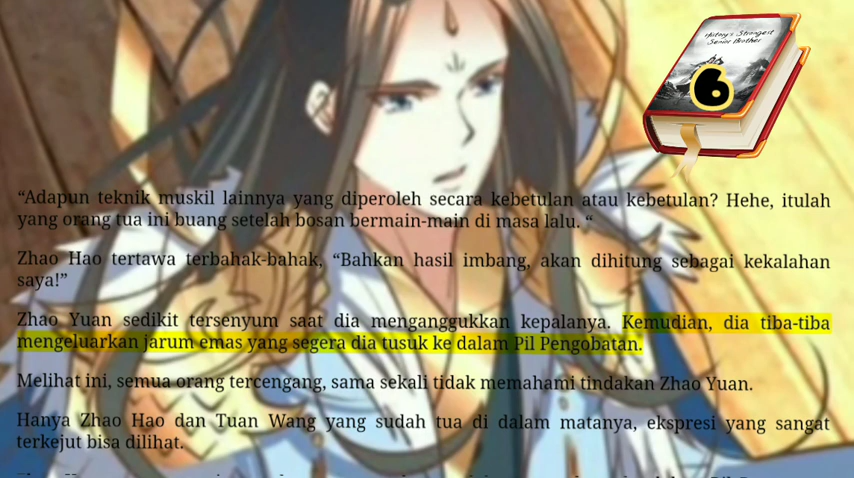 History's Strongest
Senior Brother
6
“Adapun teknik muskil lainnya yang diperoleh secara kebetulan atau kebetulan? Hehe, itulah
yang orang tua ini buang setelah bosan bermain-main di masa lalu. “
Zhao Hao tertawa terbahak-bahak, “Bahkan hasil imbang, akan dihitung sebagai kekalahan
saya!”
Zhao Yuan sedikit tersenyum saat dia menganggukkan kepalanya. Kemudian, dia tiba-tiba
mengeluarkan jarum emas yang segera dia tusuk ke dalam Pil Pengobatan.
Melihat ini, semua orang tercengang, sama sekali tidak memahami tindakan Zhao Yuan.
Hanya Zhao Hao dan Tuan Wang yang sudah tua di dalam matanya, ekspresi yang sangat
terkejut bisa dilihat.